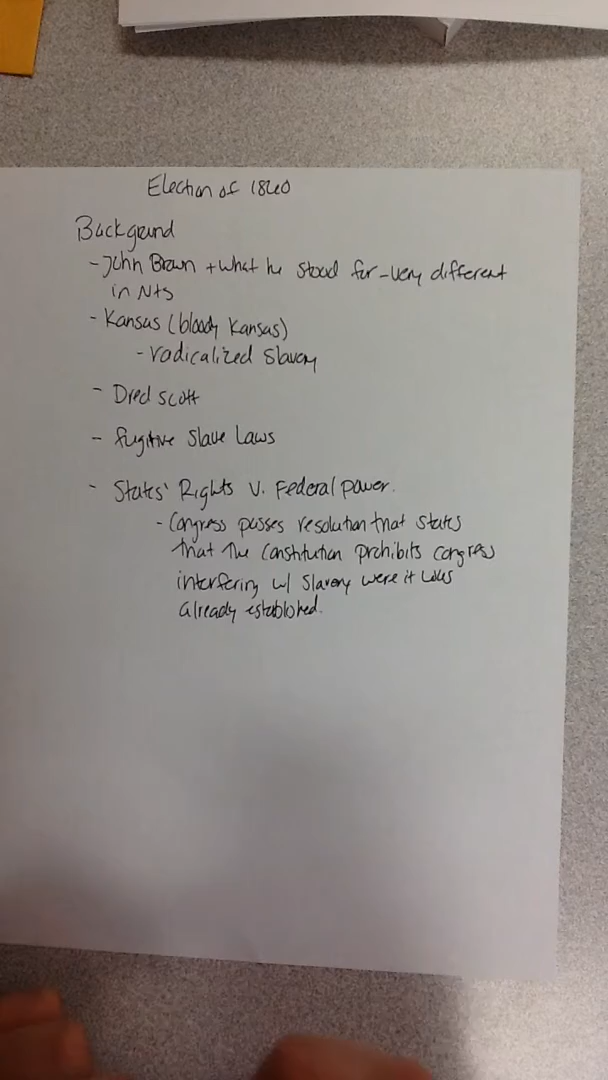 Election of 1860
Background
- John Brown + what he stood for - very different
in N+S
- Kansas (bloody Kansas)
- radicalized slavery
- Dred Scott
- fugitive slave laws
- States' Rights V. Federal power.
- Congress passes resolution that states
that the Constitution prohibits congress
interfering w/ slavery were it was
already established.